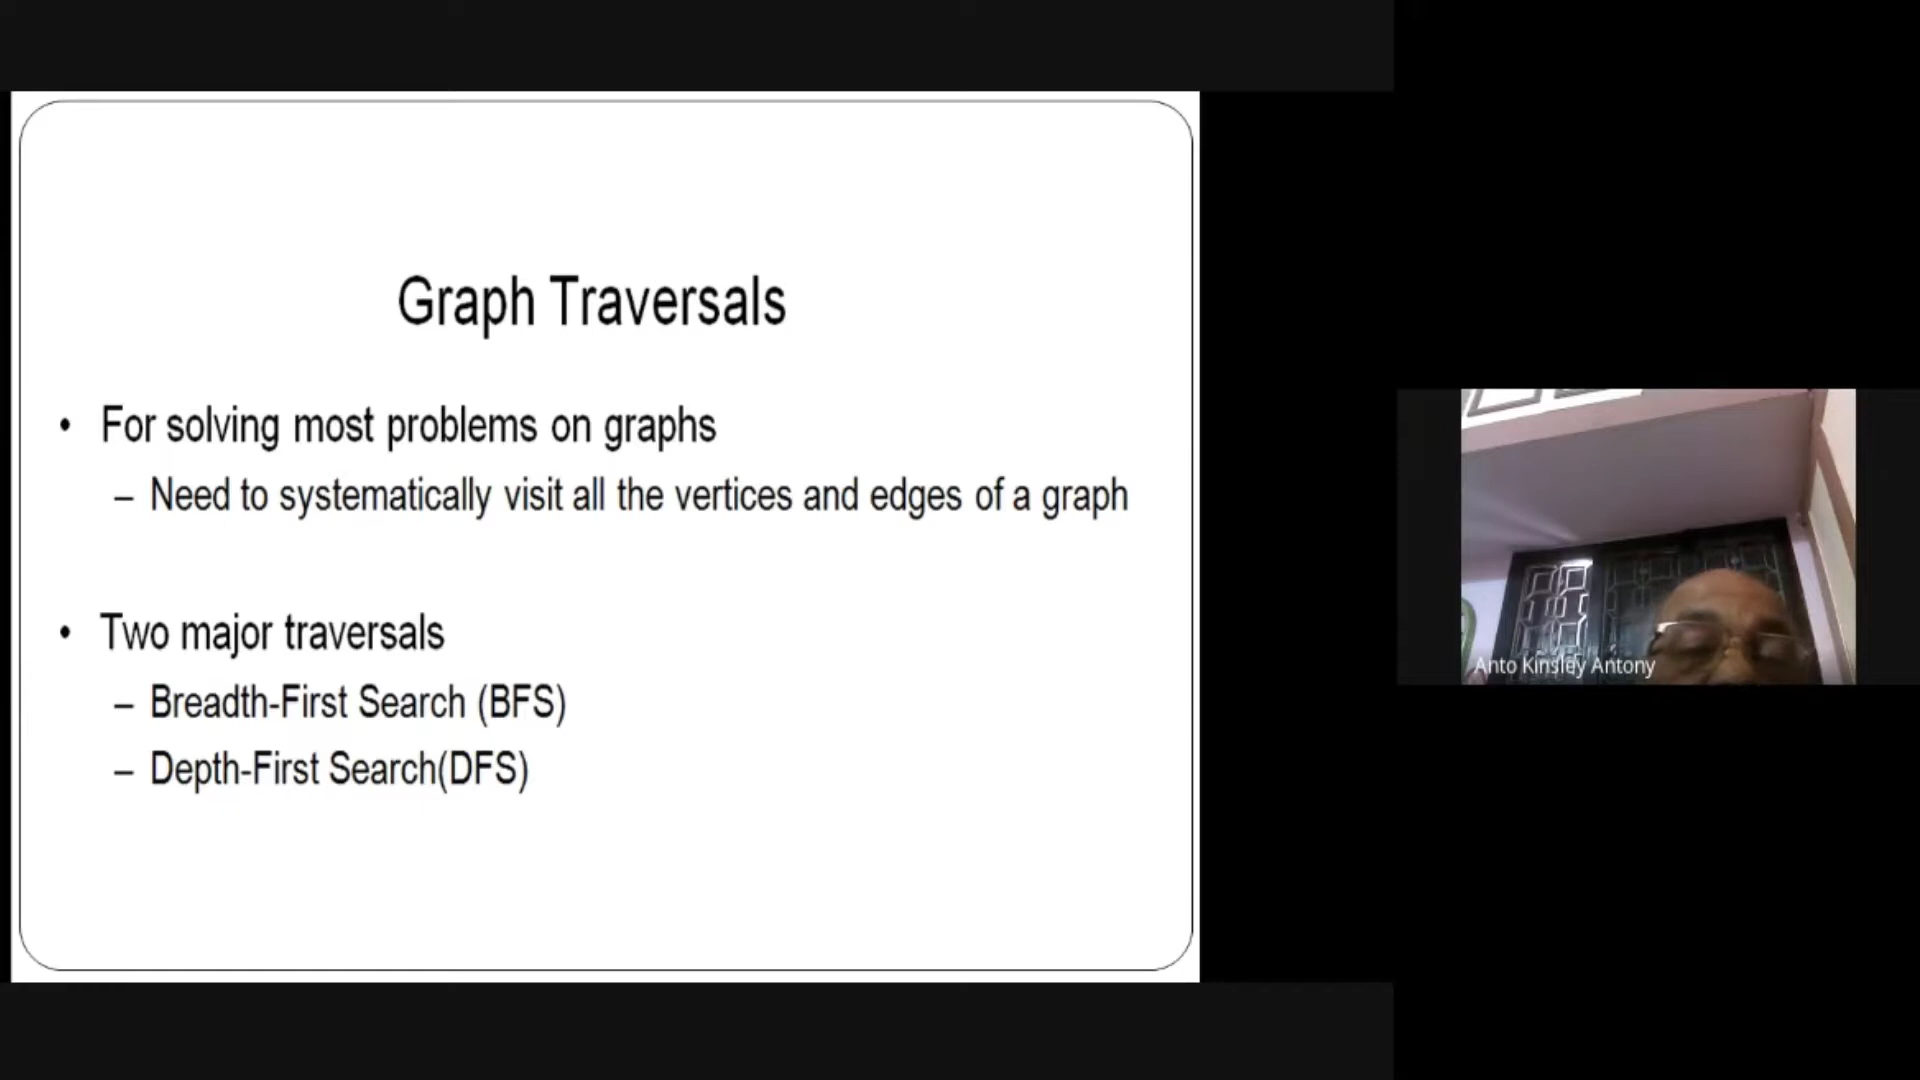 Graph Traversals
• For solving most problems on graphs
– Need to systematically visit all the vertices and edges of a graph
• Two major traversals
– Breadth-First Search (BFS)
– Depth-First Search(DFS)
Anto Kinsley Antony